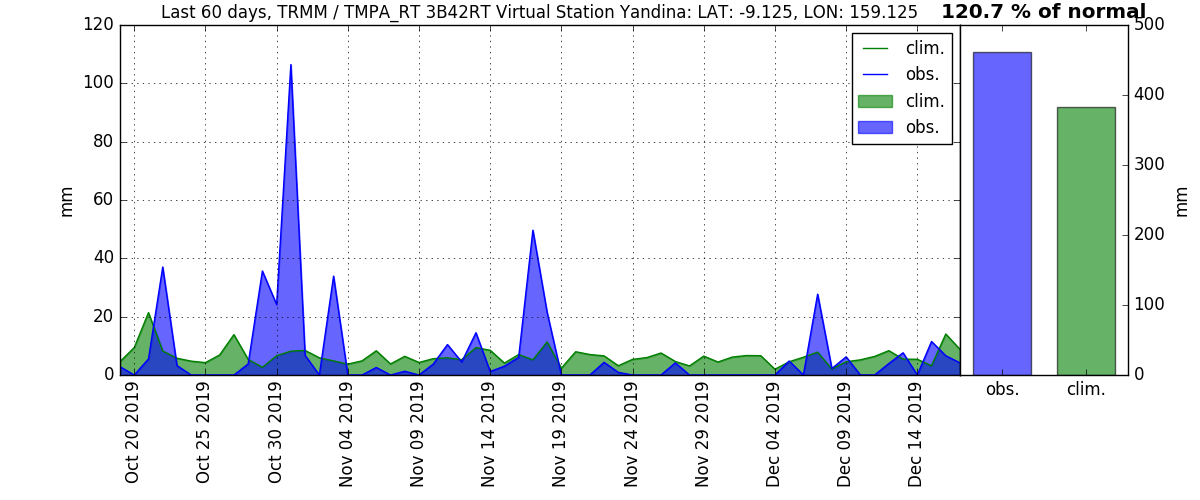 Last 60 days, TRMM / TMPA_RT 3B42RT Virtual Station Yandina: LAT: -9.125, LON: 159.125
120.7 % of normal
120
100
80
60
40
20
0
mm
clim.
obs.
clim.
obs.
500
400
300
200
100
0
mm
Oct 20 2019
Oct 25 2019
Oct 30 2019
Nov 04 2019
Nov 09 2019
Nov 14 2019
Nov 19 2019
Nov 24 2019
Nov 29 2019
Dec 04 2019
Dec 09 2019
Dec 14 2019
obs.
clim.